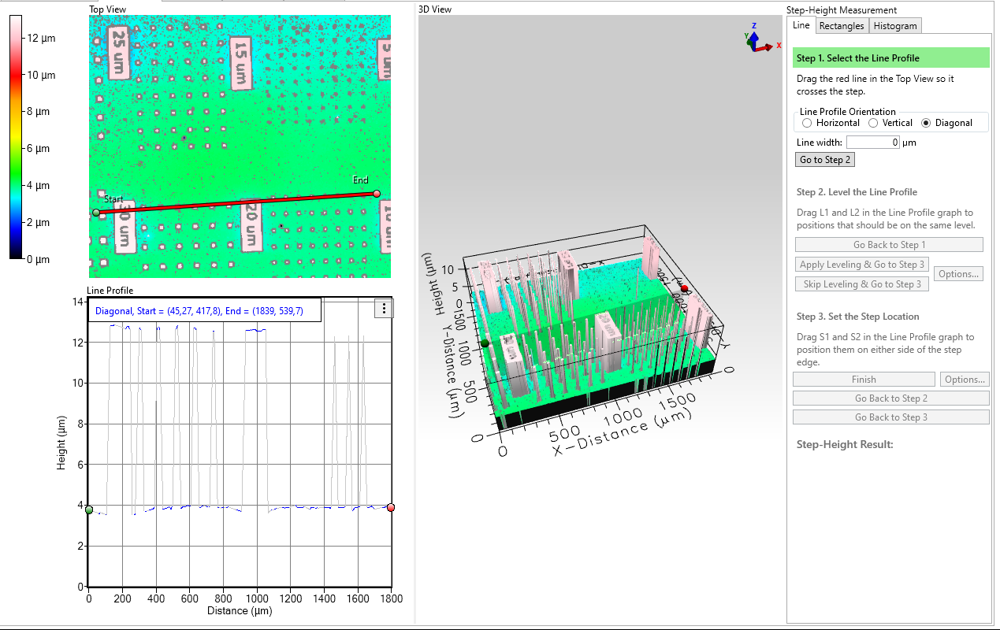 Top View
3D View
Step-Height Measurement
Line
Rectangles
Histogram
12 µm
10 µm
8 µm
6 µm
4 µm
2 µm
0 µm
25 um
15 um
5 um
30 um
20 um
Start
End
Z
Y
X
Step 1. Select the Line Profile
Drag the red line in the Top View so it
crosses the step.
Line Profile Orientation
Horizontal
Vertical
Diagonal
Line width:
0
µm
Go to Step 2
Step 2. Level the Line Profile
Drag L1 and L2 in the Line Profile graph to
positions that should be on the same level.
Go Back to Step 1
Apply Leveling & Go to Step 3
Options...
Skip Leveling & Go to Step 3
Step 3. Set the Step Location
Drag S1 and S2 in the Line Profile graph to
position them on either side of the step
edge.
Finish
Options...
Go Back to Step 2
Go Back to Step 3
Step-Height Result:
Line Profile
Diagonal, Start = (45,27, 417,8), End = (1839, 539,7)
14
12
10
8
6
4
2
0
Height (µm)
0
200
400
600
800
1000
1200
1400
1600
1800
Distance (µm)
Height (µm)
10
5
0
1500
1000
500
0
Y-Distance (µm)
0
500
1000
1500
0
X-Distance (µm)